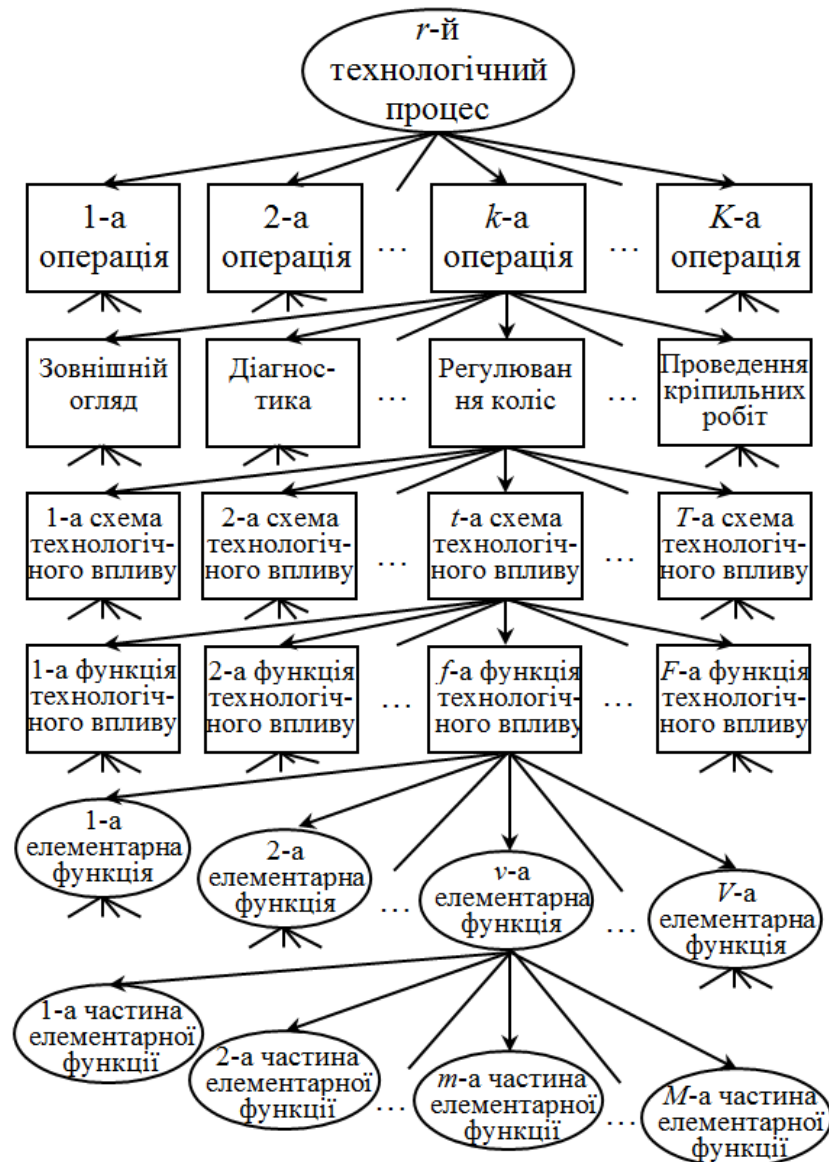 r-й
технологічний
процес
1-а
операція
2-а
операція
...
k-а
операція
...
K-а
операція
Зовнішній
огляд
Діагнос-
тика
...
Регулюван
ня коліс
...
Проведення
кріпильних
робіт
1-а схема
технологіч-
ного впливу
2-а схема
технологіч-
ного впливу
...
t-а схема
технологіч-
ного впливу
...
T-а схема
технологіч-
ного впливу
1-а функція
технологіч-
ного впливу
2-а функція
технологіч-
ного впливу
...
f-а функція
технологіч-
ного впливу
...
F-а функція
технологіч-
ного впливу
1-а
елементарна
функція
2-а
елементарна
функція
...
v-а
елементарна
функція
...
V-а
елементарна
функція
1-а частина
елементарної
функції
2-а частина
елементарної
функції
...
m-а частина
елементарної
функції
...
M-а частина
елементарної
функції